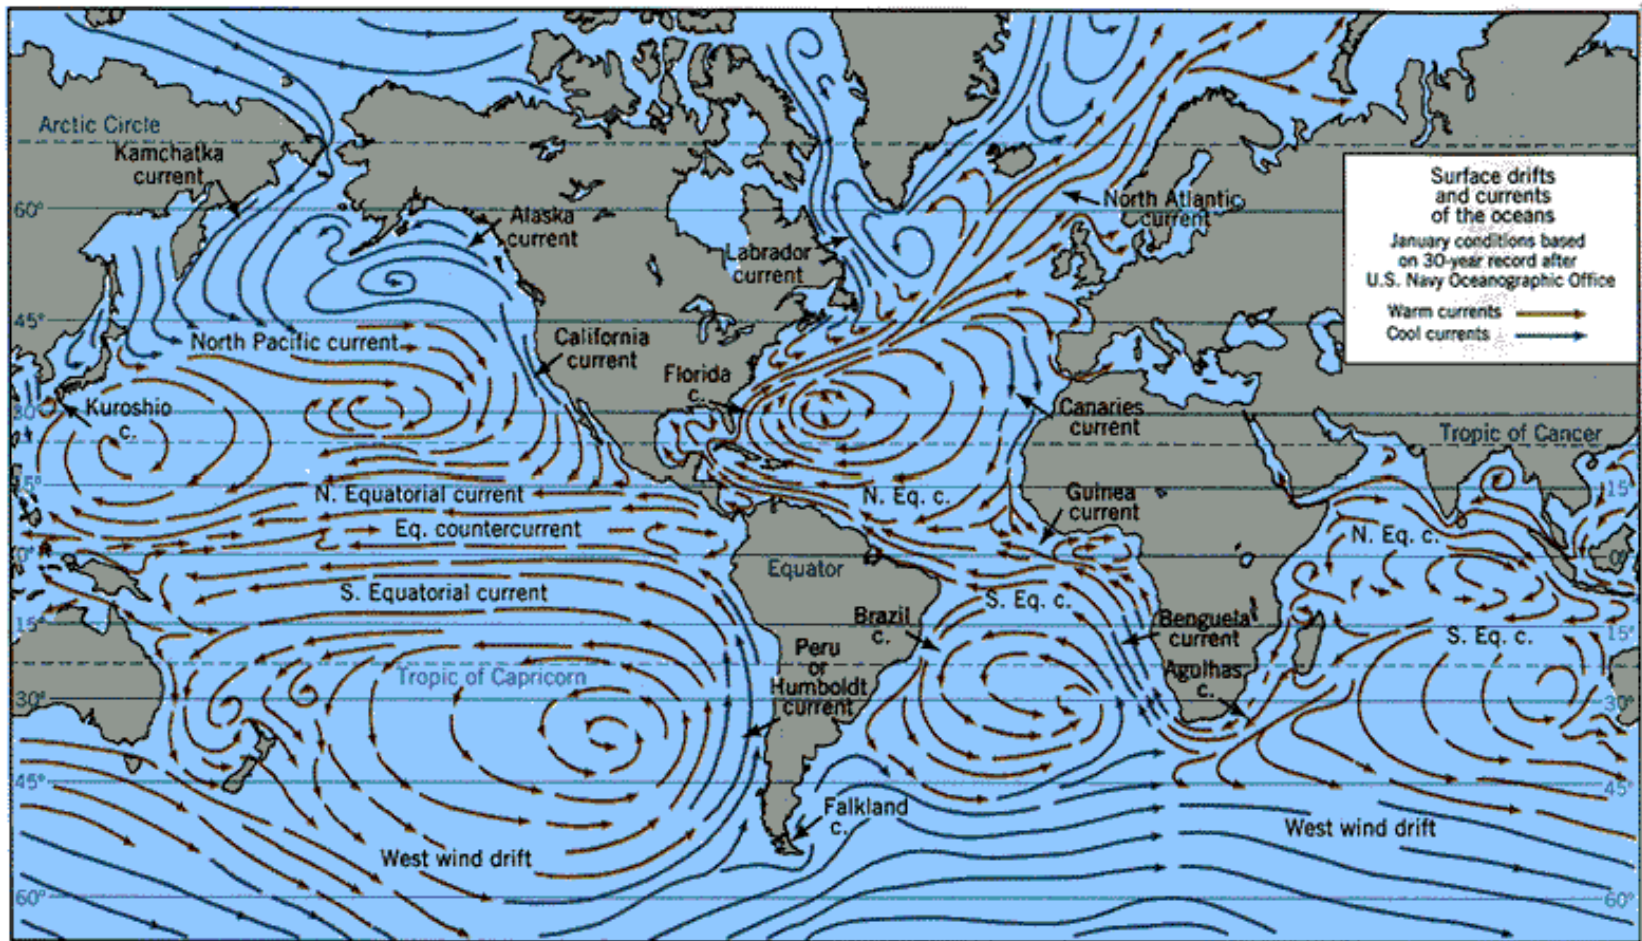 Arctic Circle
Kamchatka
current
60°
Alaska
current
Labrador
current
North Atlantic
current
Surface drifts
and currents
of the oceans
January conditions based
on 30-year record after
U.S. Navy Oceanographic Office
Warm currents
Cool currents
45°
North Pacific current
California
current
Florida
c.
30°
Kuroshio
c.
Canaries
current
Tropic of Cancer
15°
N. Equatorial current
N. Eq. c.
Guinea
current
15°
Eq. countercurrent
N. Eq. c.
0°
Equator
0°
S. Equatorial current
S. Eq. c.
Brazil
c.
Benguela
current
15°
S. Eq. c.
15°
Tropic of Capricorn
Peru
or
Humboldt
current
Agulhas
c.
30°
30°
45°
45°
Falkland
c.
West wind drift
West wind drift
60°
60°